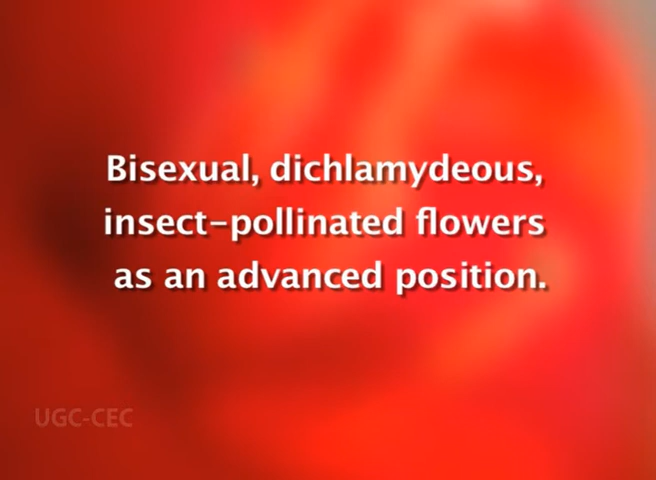 Bisexual, dichlamydeous,
insect-pollinated flowers
as an advanced position.
UGC-CEC